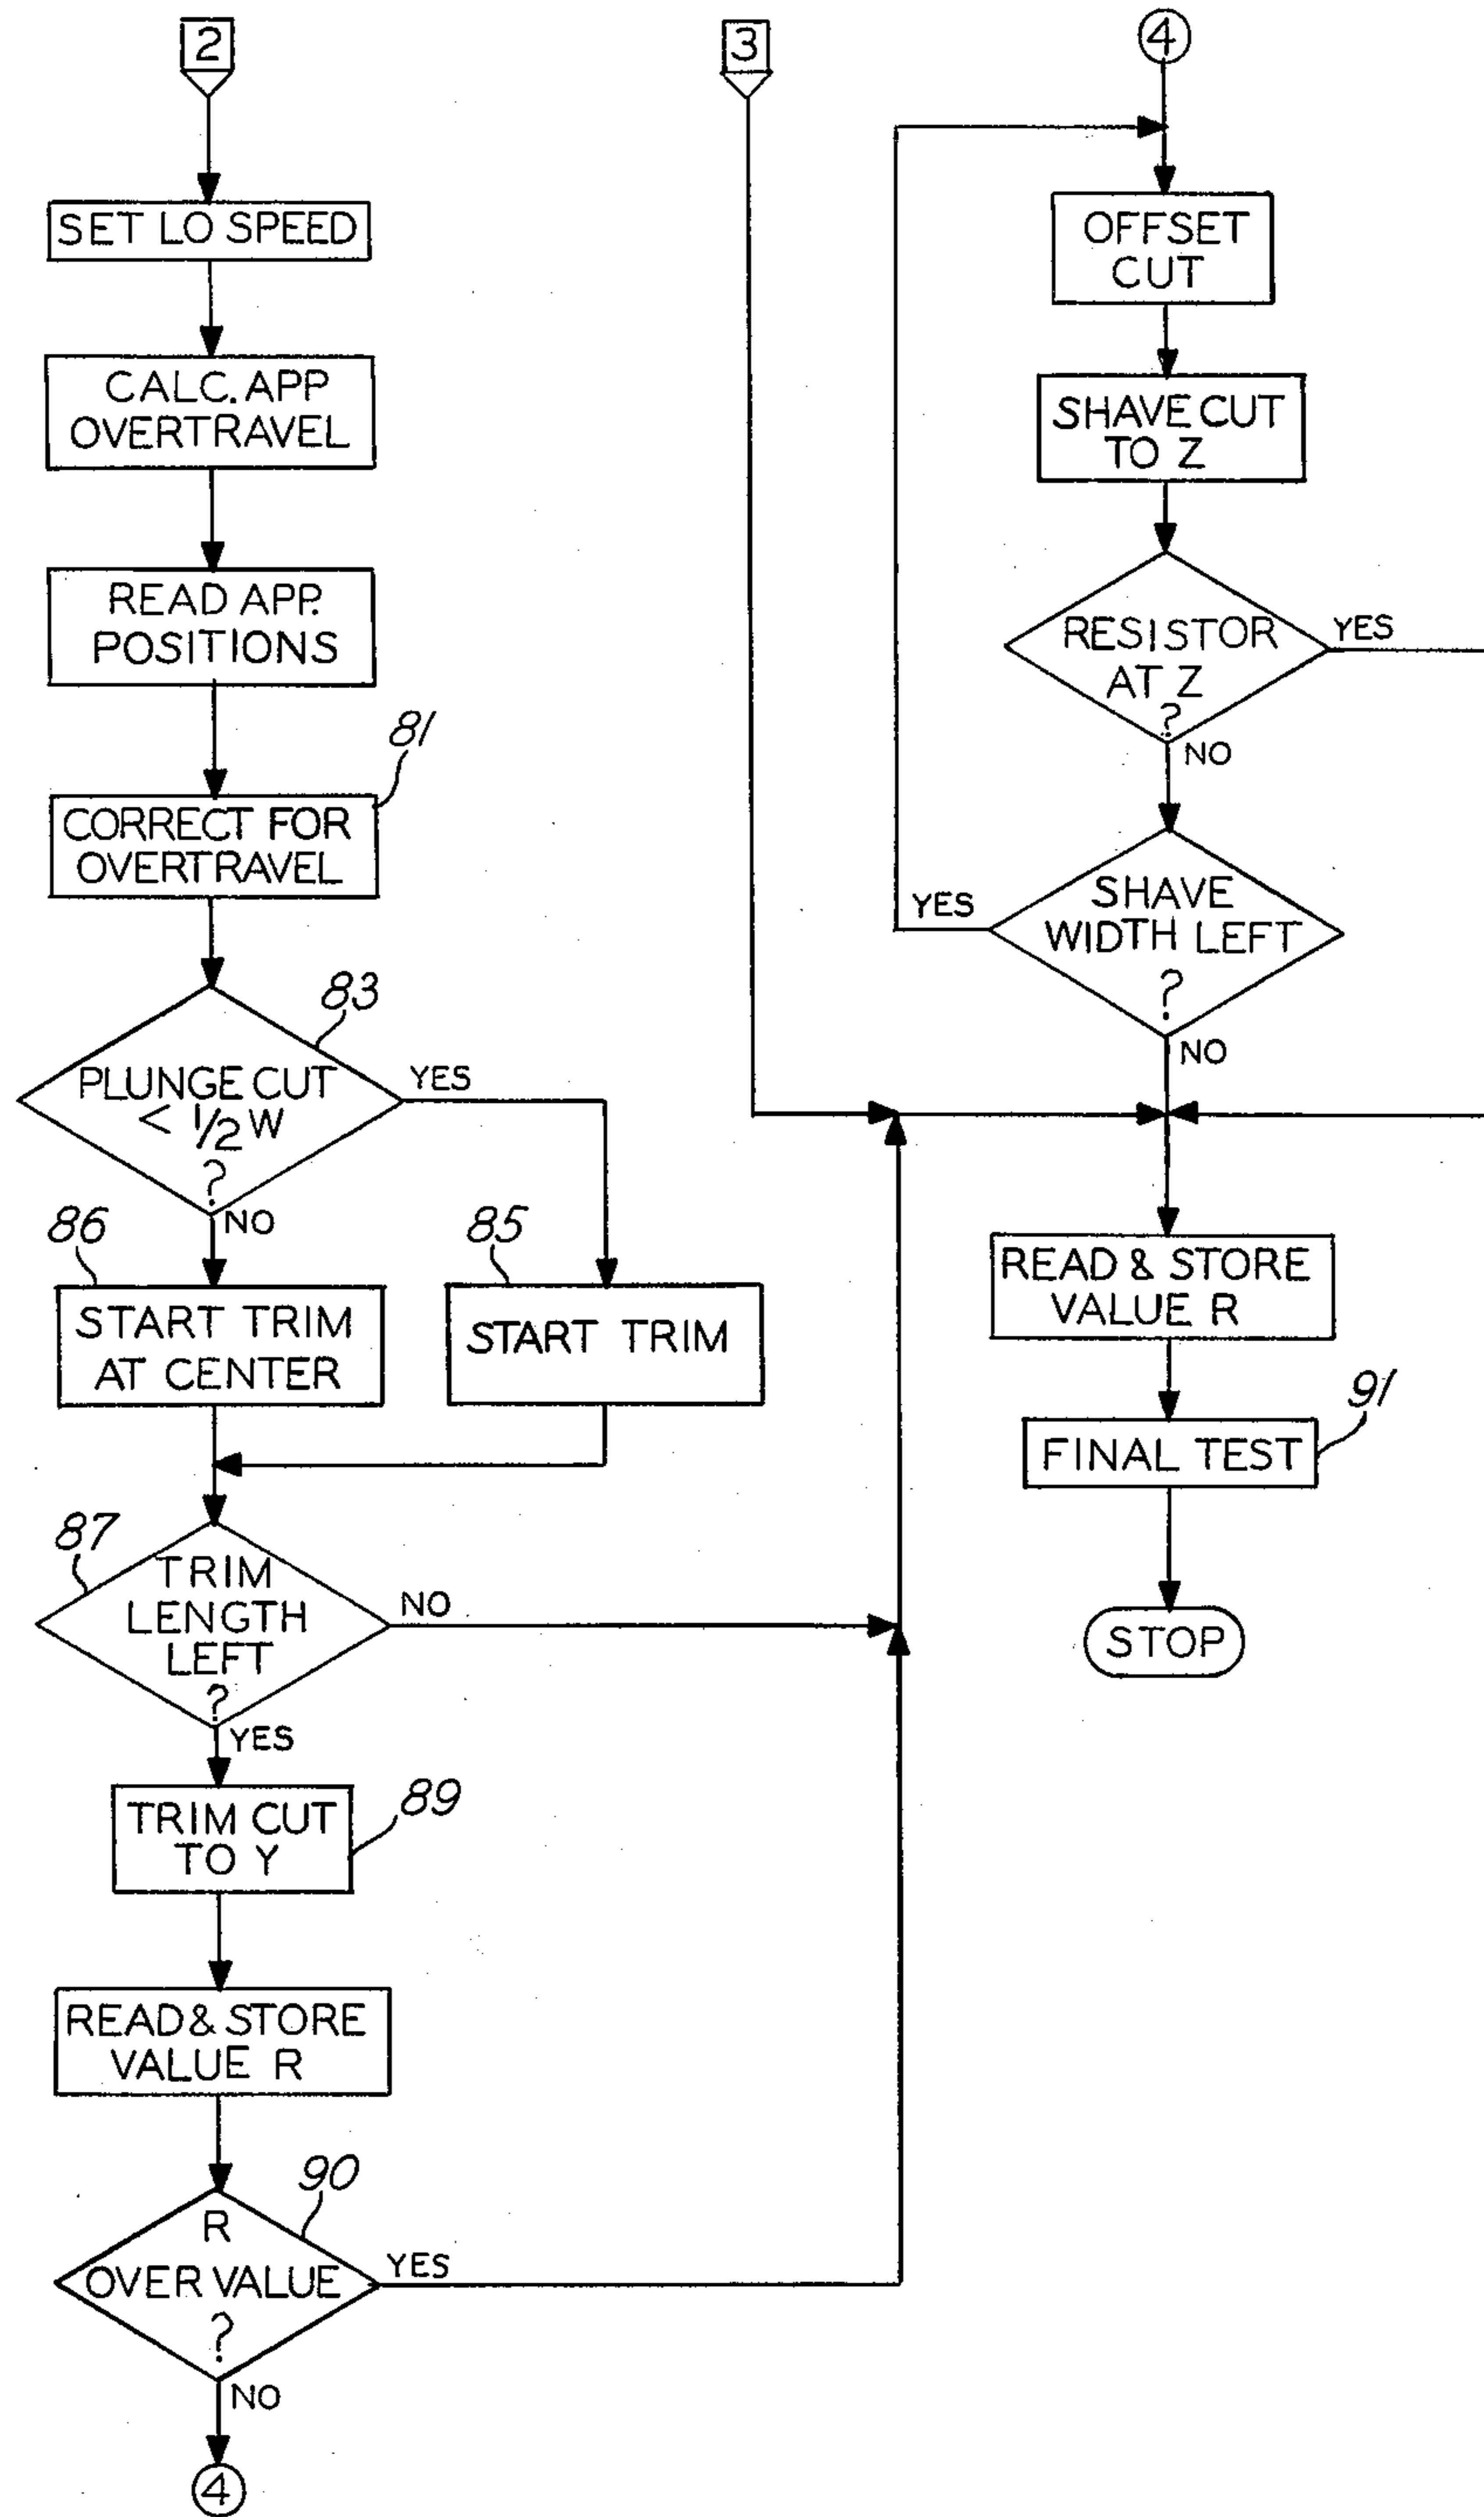 2
SET LO SPEED
CALC. APP
OVERTRAVEL
READ APP.
POSITIONS
81
CORRECT FOR
OVERTRAVEL
83
PLUNGE CUT
< 1/2 W
?
YES
NO
86
START TRIM
AT CENTER
85
START TRIM
87
TRIM
LENGTH
LEFT
?
NO
YES
TRIM CUT
TO Y
89
READ & STORE
VALUE R
90
R
OVER VALUE
?
YES
NO
4
3
4
OFFSET
CUT
SHAVE CUT
TO Z
RESISTOR
AT Z
?
YES
NO
SHAVE
WIDTH LEFT
?
YES
NO
READ & STORE
VALUE R
91
FINAL TEST
STOP